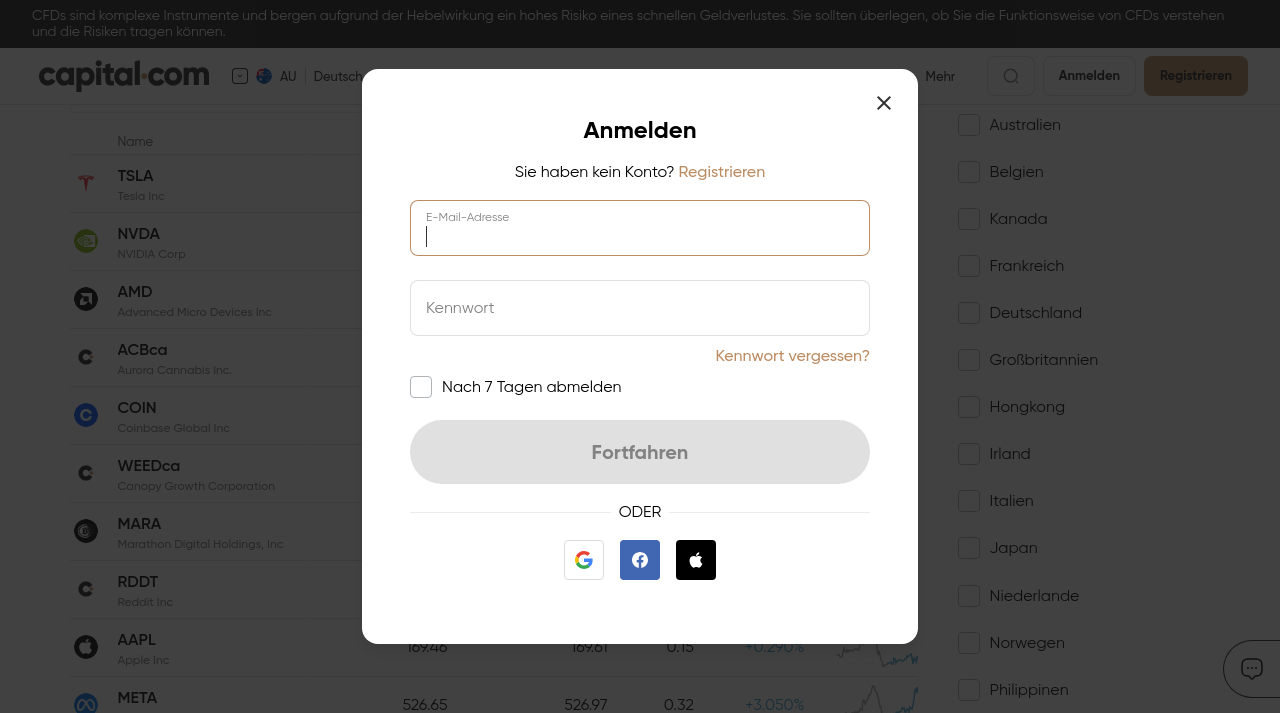 CFDs sind komplexe Instrumente und bergen aufgrund der Hebelwirkung ein hohes Risiko eines schnellen Geldverlustes. Sie sollten überlegen, ob Sie die Funktionsweise von CFDs verstehen
und die Risiken tragen können.
capital.com
AU
Deutsch
Mehr
Anmelden
Registrieren
Name
TSLA
Tesla Inc
NVDA
NVIDIA Corp
AMD
Advanced Micro Devices Inc
ACBca
Aurora Cannabis Inc.
COIN
Coinbase Global Inc
WEEDca
Canopy Growth Corporation
MARA
Marathon Digital Holdings, Inc
RDDT
Reddit Inc
AAPL
Apple Inc
169.46 169.61 0.15 +0.290%
META
526.65 526.97 0.32 +3.050%
Anmelden
Sie haben kein Konto? Registrieren
E-Mail-Adresse
Kennwort
Kennwort vergessen?
Nach 7 Tagen abmelden
Fortfahren
ODER
Australien
Belgien
Kanada
Frankreich
Deutschland
Großbritannien
Hongkong
Irland
Italien
Japan
Niederlande
Norwegen
Philippinen